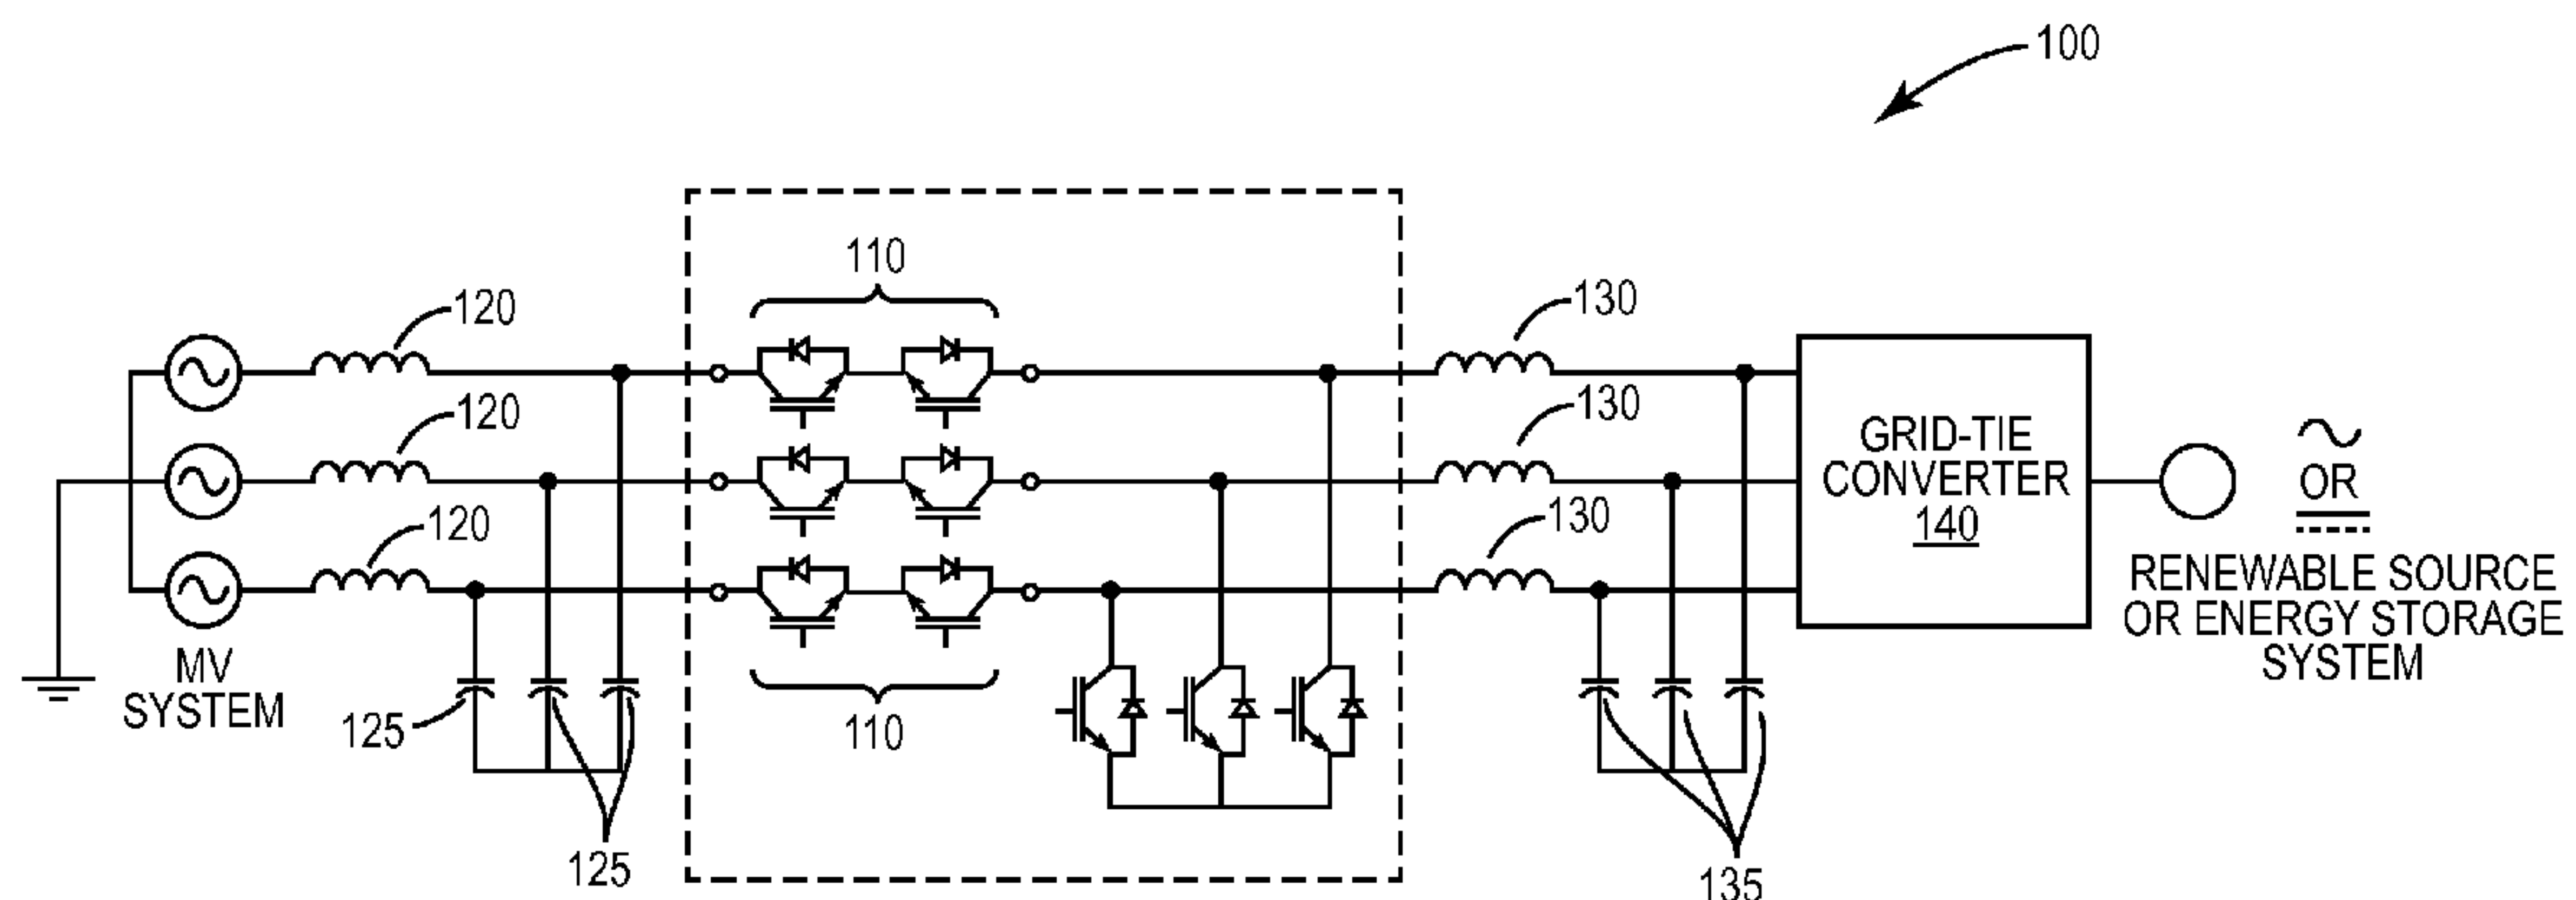 100
110
120
130
120
130
GRID-TIE
CONVERTER
140
OR
120
130
RENEWABLE SOURCE
OR ENERGY STORAGE
SYSTEM
MV
SYSTEM
125
110
125
135